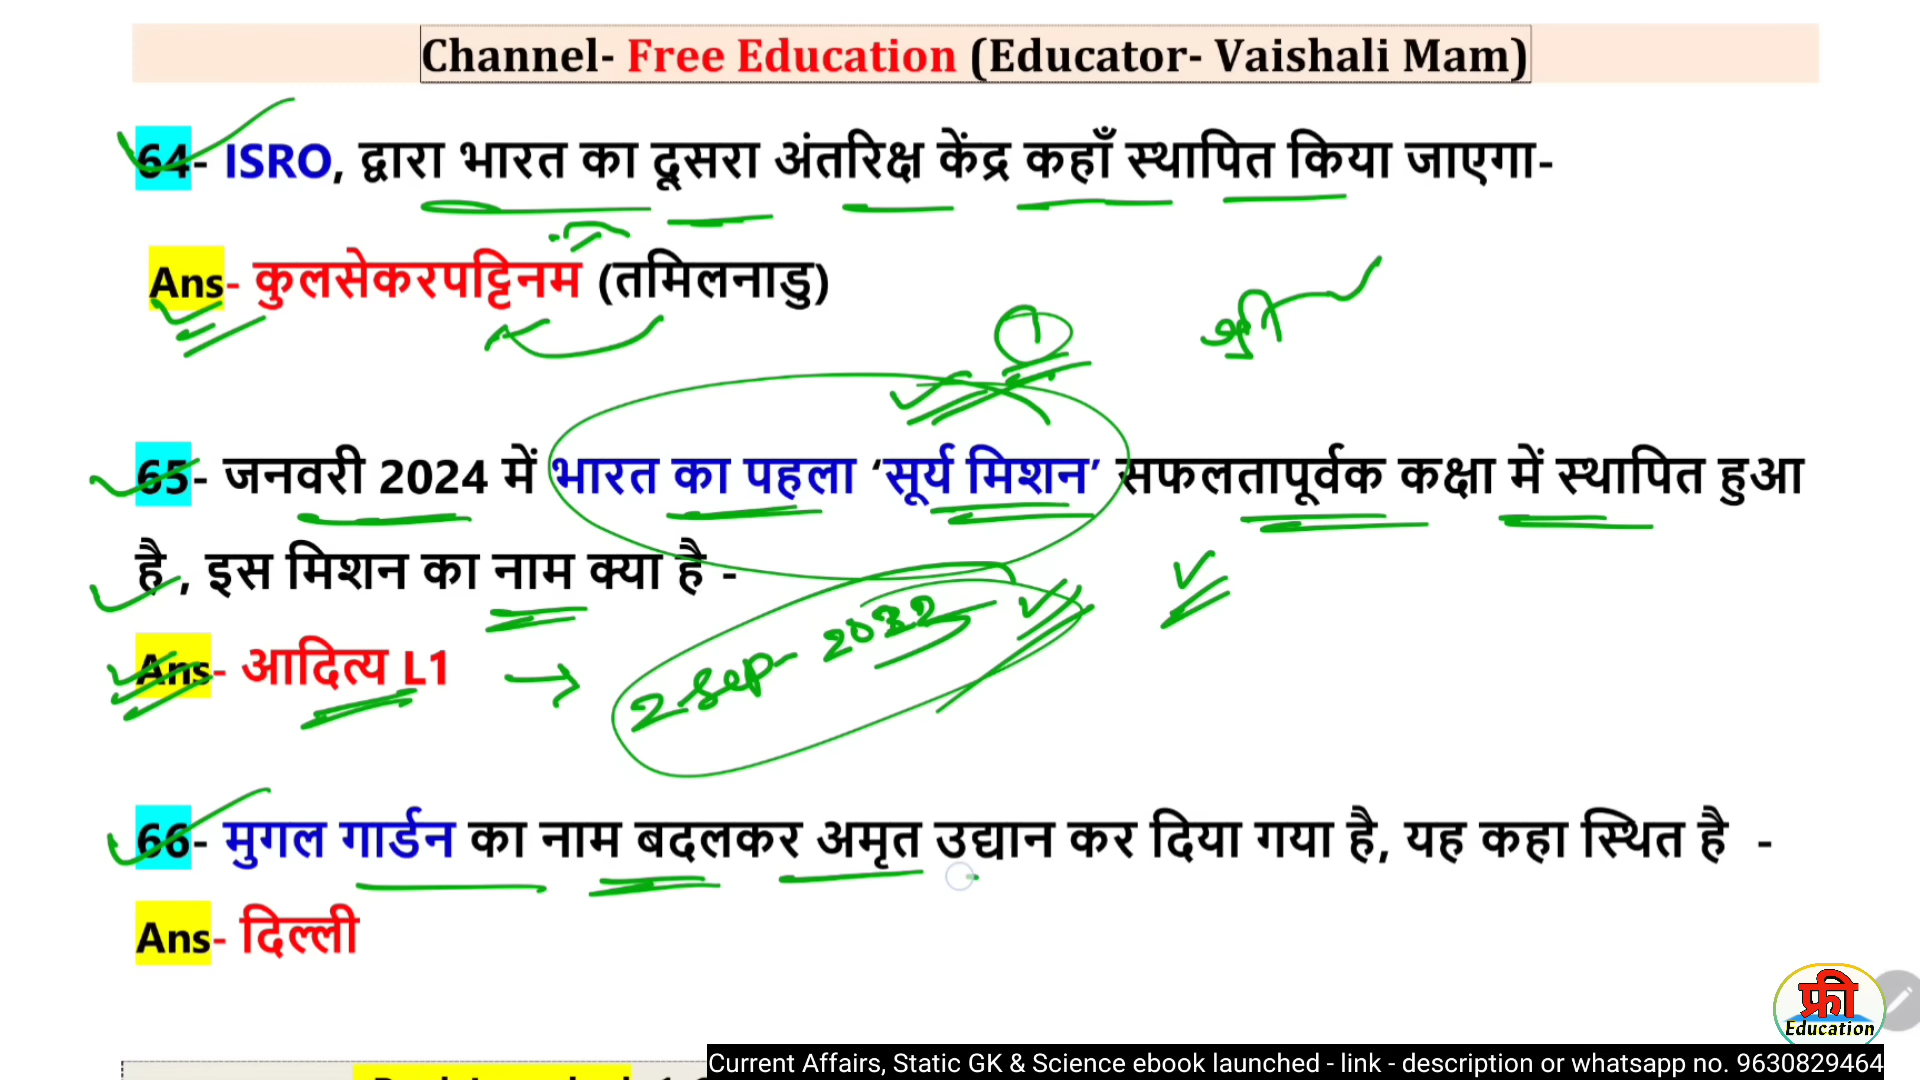 Channel- Free Education (Educator- Vaishali Mam)
64- ISRO, द्वारा भारत का दूसरा अंतरिक्ष केंद्र कहाँ स्थापित किया जाएगा-
Ans- कुलसेकरपट्टिनम (तमिलनाडु)
1
65- जनवरी 2024 में भारत का पहला ‘सूर्य मिशन’ सफलतापूर्वक कक्षा में स्थापित हुआ
है , इस मिशन का नाम क्या है -
Ans- आदित्य L1
2 Sep-
66- मुगल गार्डन का नाम बदलकर अमृत उद्यान कर दिया गया है, यह कहा स्थित है -
Ans- दिल्ली
फ्री
Education
Current Affairs, Static GK & Science ebook launched - link - description or whatsapp no. 9630829464